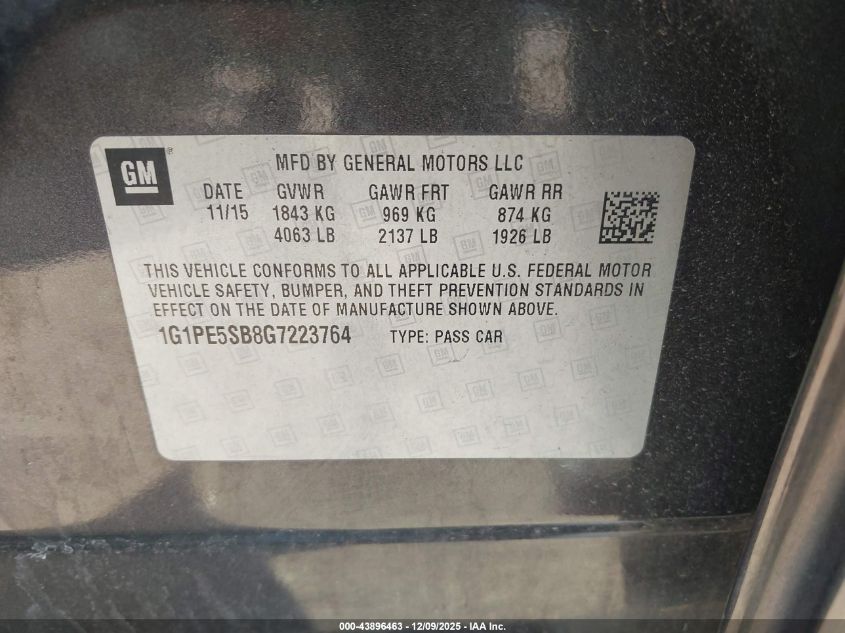 GM
MFD BY GENERAL MOTORS LLC
DATE GVWR GAWR FRT GAWR RR
11/15 1843 KG 969 KG 874 KG
4063 LB 2137 LB 1926 LB
THIS VEHICLE CONFORMS TO ALL APPLICABLE U.S. FEDERAL MOTOR
VEHICLE SAFETY, BUMPER, AND THEFT PREVENTION STANDARDS IN
EFFECT ON THE DATE OF MANUFACTURE SHOWN ABOVE.
1G1PE5SB8G7223764 TYPE: PASS CAR
000-43896463 - 12/09/2025 - IAA Inc.